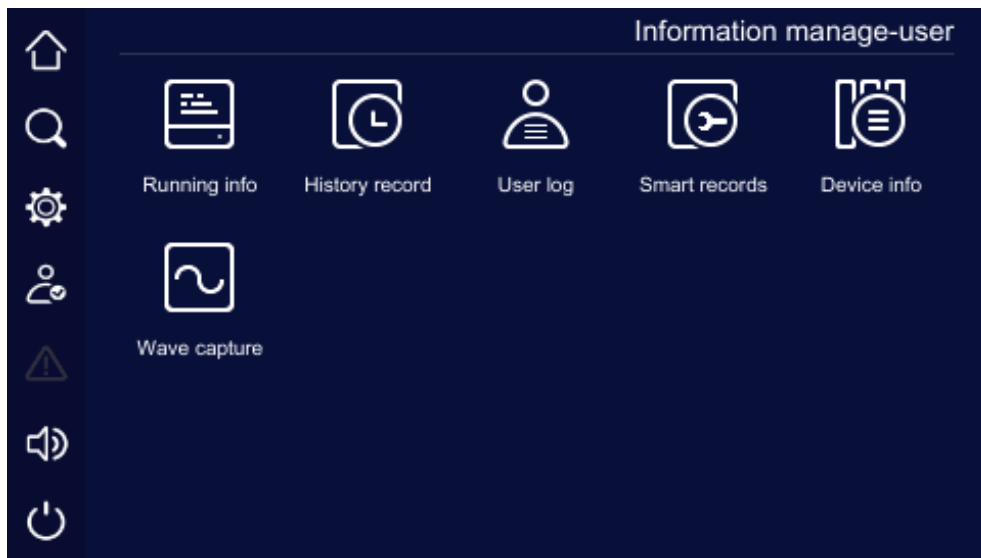 Information manage-user
Running info
History record
User log
Smart records
Device info
Wave capture